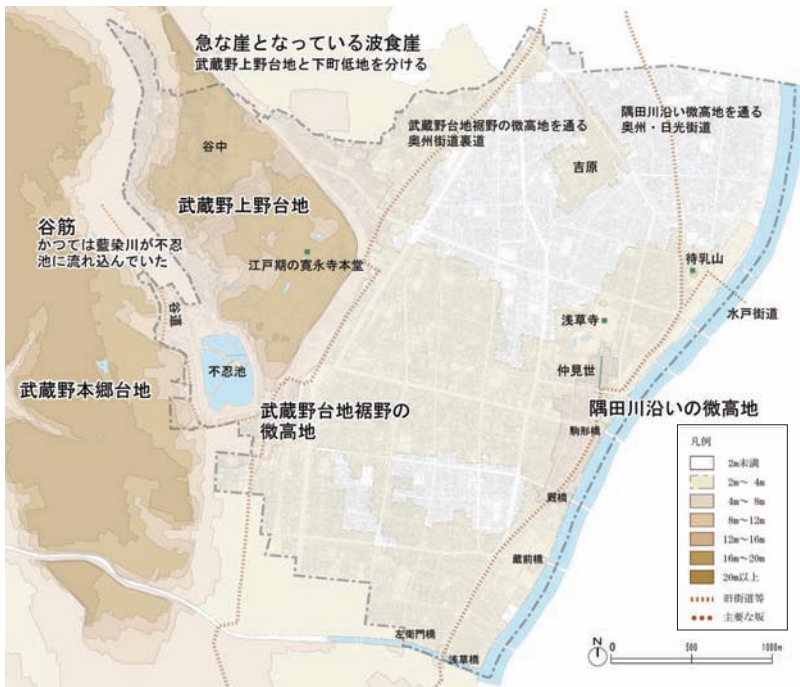 急な崖となっている波食崖
武蔵野上野台地と下町低地を分ける
武蔵野台地裾野の微高地を通る
奥州街道裏道
隅田川沿い微高地を通る
奥州・日光街道
谷中
吉原
武蔵野上野台地
谷筋
かつては藍染川が不忍
池に流れ込んでいた
江戸期の寛永寺本堂
待乳山
谷道
水戸街道
浅草寺
不忍池
仲見世
武蔵野本郷台地
武蔵野台地裾野の
微高地
隅田川沿いの微高地
駒形橋
厩橋
蔵前橋
左衛門橋
浅草橋
凡例
2m未満
2m～ 4m
4m～ 8m
8m～12m
12m～16m
16m～20m
20m以上
旧街道等
主要な坂
N
0 500 1000m